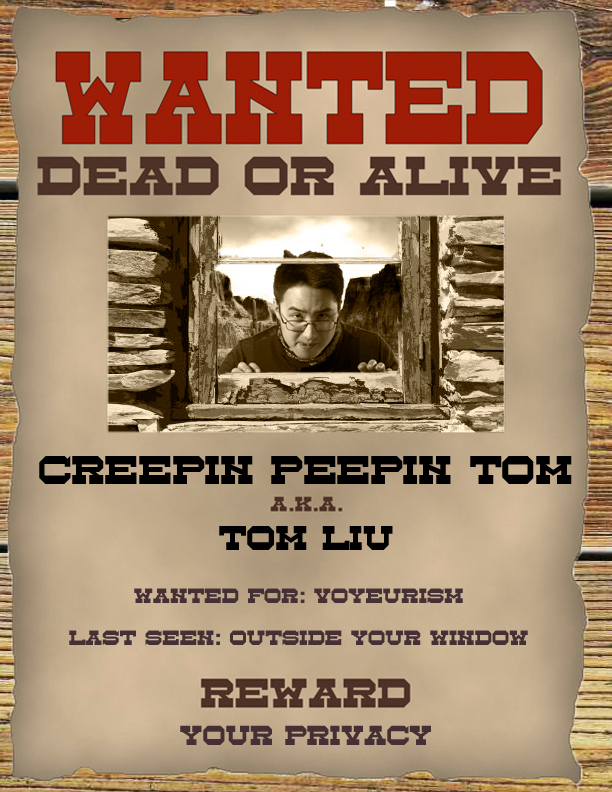 WANTED
DEAD OR ALIVE
CREEPIN PEEPIN TOM
A.K.A.
TOM LIU
WANTED FOR: VOYEURISM
LAST SEEN: OUTSIDE YOUR WINDOW
REWARD
YOUR PRIVACY